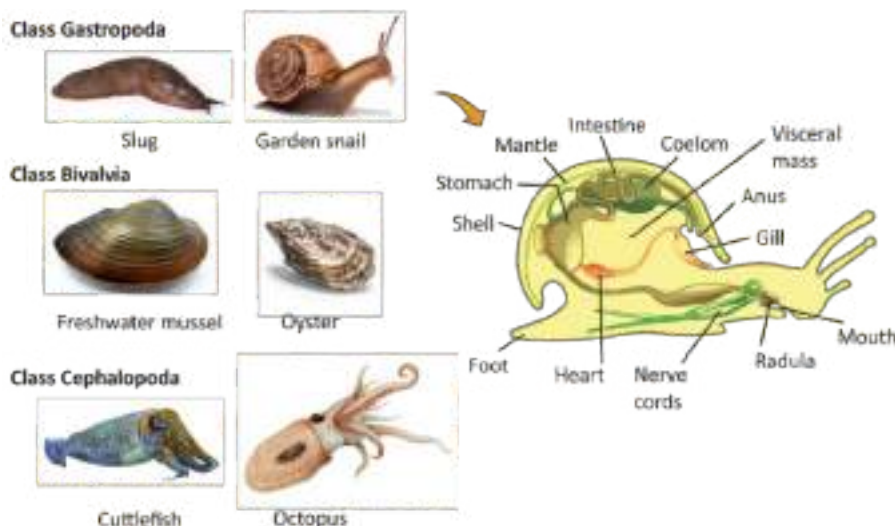 Class Gastropoda
Slug
Garden snail
Class Bivalvia
Freshwater mussel
Oyster
Class Cephalopoda
Cuttlefish
Octopus
Intestine
Mantle
Coelom
Visceral
mass
Stomach
Shell
Anus
Gill
Mouth
Foot
Heart
Nerve
cords
Radula